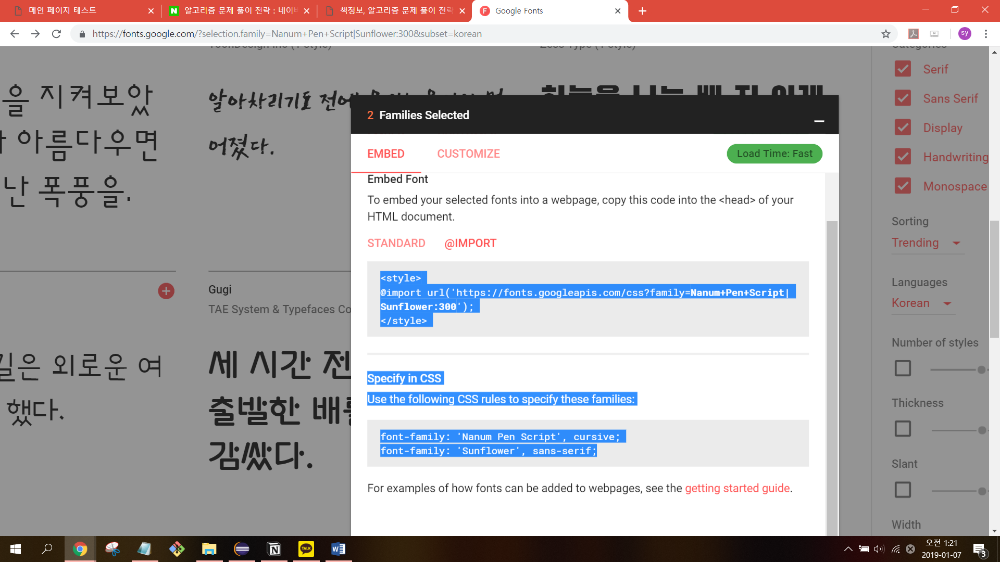 메인 페이지 테스트
알고리즘 문제 풀이 전략 : 네이버
책정보, 알고리즘 문제 풀이 전략
Google Fonts
https://fonts.google.com/?selection.family=Nanum+Pen+Script|Sunflower:300&subset=korean
sy
을 지켜보았
아름다우면
난 폭풍을.
알아차리기도 전에
어졌다.
2 Families Selected
EMBED
CUSTOMIZE
Load Time: Fast
Embed Font
To embed your selected fonts into a webpage, copy this code into the <head> of your
HTML document.
STANDARD
@IMPORT
<style>
@import url('https://fonts.googleapis.com/css?family=Nanum+Pen+Script|
Sunflower:300');
</style>
Specify in CSS
Use the following CSS rules to specify these families:
font-family: 'Nanum Pen Script', cursive;
font-family: 'Sunflower', sans-serif;
For examples of how fonts can be added to webpages, see the getting started guide.
Gugi
TAE System & Typefaces Co
길은 외로운 여
했다.
세 시간 전
출발한 배를
감쌌다.
Categories
Serif
Sans Serif
Display
Handwriting
Monospace
Sorting
Trending
Languages
Korean
Number of styles
Thickness
Slant
Width
TALK
오전 1:21
2019-01-07
3